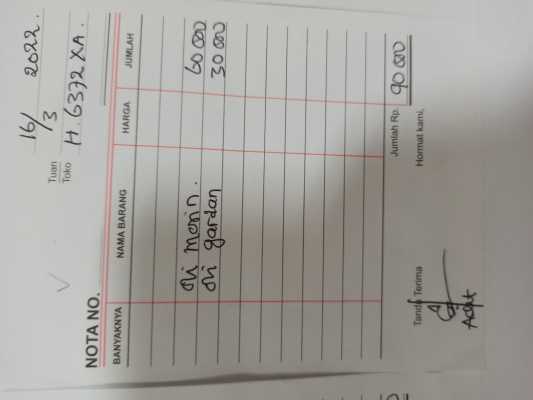 16/3 2022.
Tuan
Toko H. 6372 XA.
NOTA NO.
BANYAKNYA NAMA BARANG HARGA JUMLAH
Oli mesin. 60 000
Oli gardan 30 000
Jumlah Rp. 90 000
Tanda Terima Hormat kami,